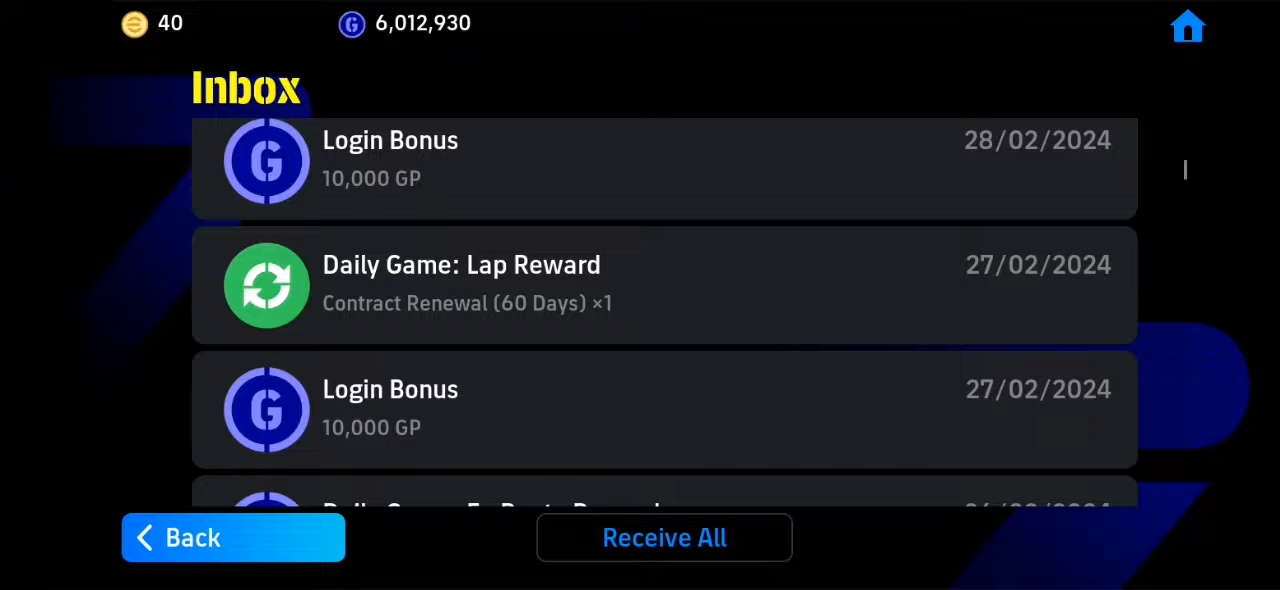 40
6,012,930
Inbox
Login Bonus
28/02/2024
10,000 GP
Daily Game: Lap Reward
27/02/2024
Contract Renewal (60 Days) ×1
Login Bonus
27/02/2024
10,000 GP
Back
Receive All